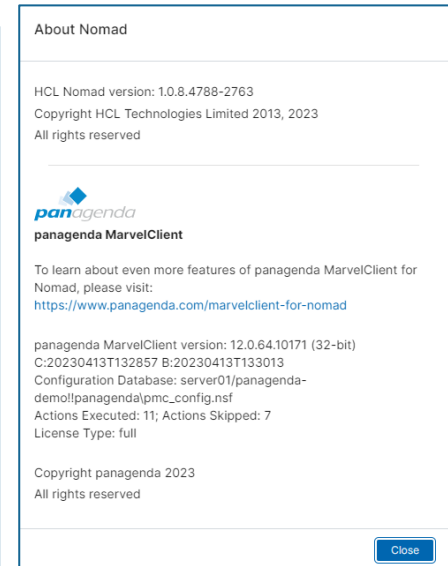 About Nomad
HCL Nomad version: 1.0.8.4788-2763
Copyright HCL Technologies Limited 2013, 2023
All rights reserved
panagenda
panagenda MarvelClient
To learn about even more features of panagenda MarvelClient for
Nomad, please visit:
https://www.panagenda.com/marvelclient-for-nomad
panagenda MarvelClient version: 12.0.64.10171 (32-bit)
C:20230413T132857 B:20230413T133013
Configuration Database: server01/panagenda-
demo!!panagenda\pmc_config.nsf
Actions Executed: 11; Actions Skipped: 7
License Type: full
Copyright panagenda 2023
All rights reserved
Close